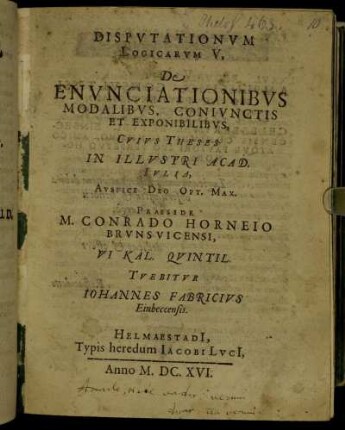 DISPVTATIONVM
LOGICARVM V,
De
ENVNCIATIONIBVS
MODALIBVS, CONIVNCTIS
ET EXPONIBILIBVS,
CVIVS THESES
IN ILLVSTRI ACAD.
IVLIA,
AVSPICE DEO OPT. MAX.
PRAESIDE
M. CONRADO HORNEIO
BRVNSVICENSI,
VI KAL. QVINTIL.
TVEBITVR
IOHANNES FABRICIVS
Einbeccensis.
HELMAESTADI,
Typis heredum IACOBI LVCI,
Anno M. DC. XVI.